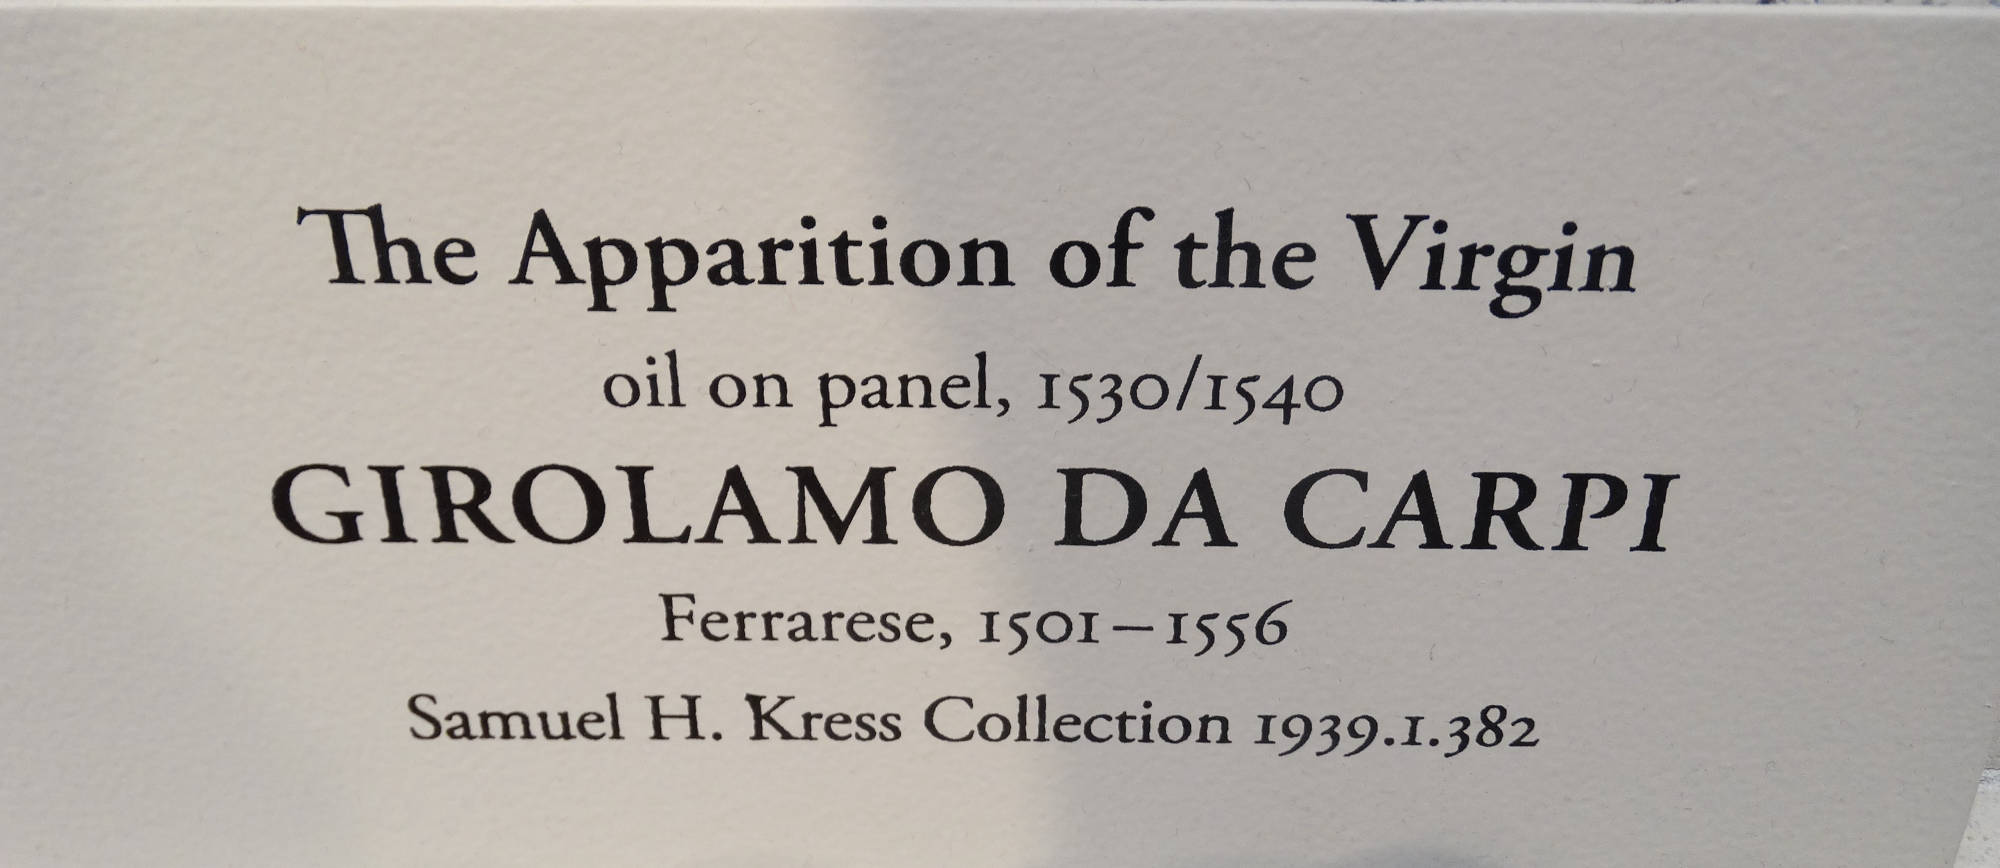 The Apparition of the Virgin
oil on panel, 1530/1540
GIROLAMO DA CARPI
Ferrarese, 1501–1556
Samuel H. Kress Collection 1939.1.382